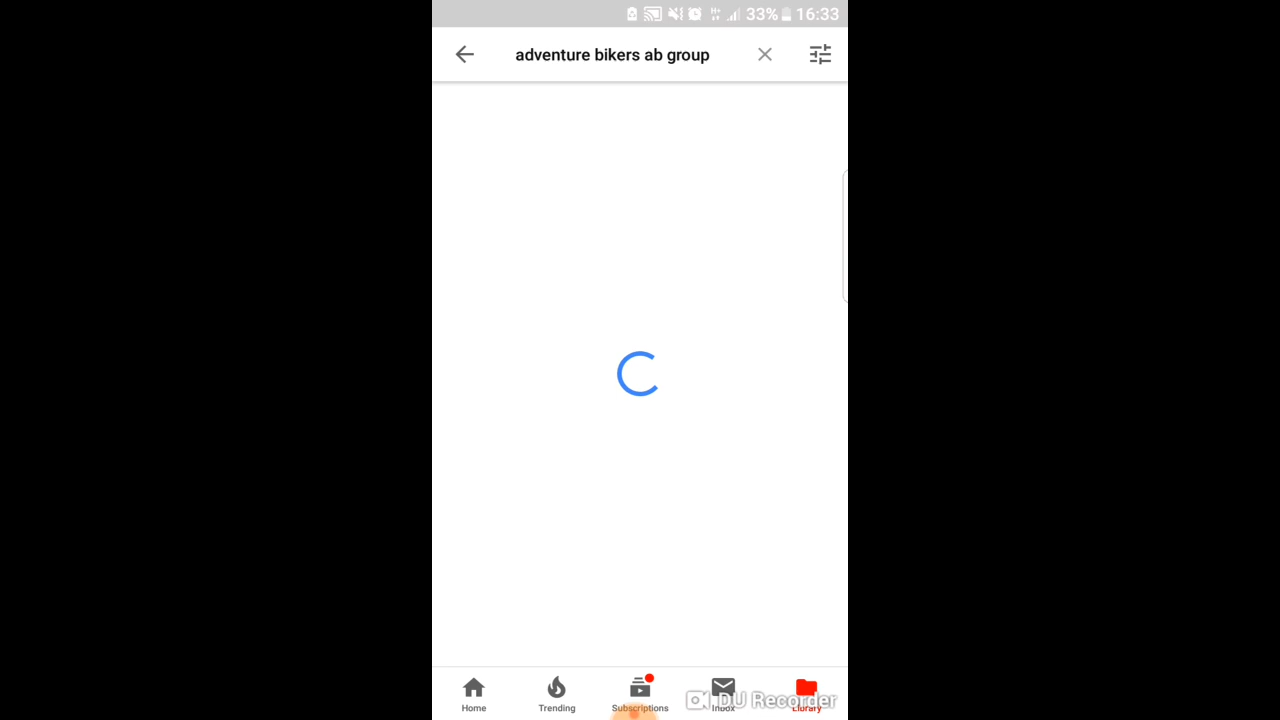 33% 16:33
adventure bikers ab group
Home Trending Subscriptions Inbox Library
DU Recorder